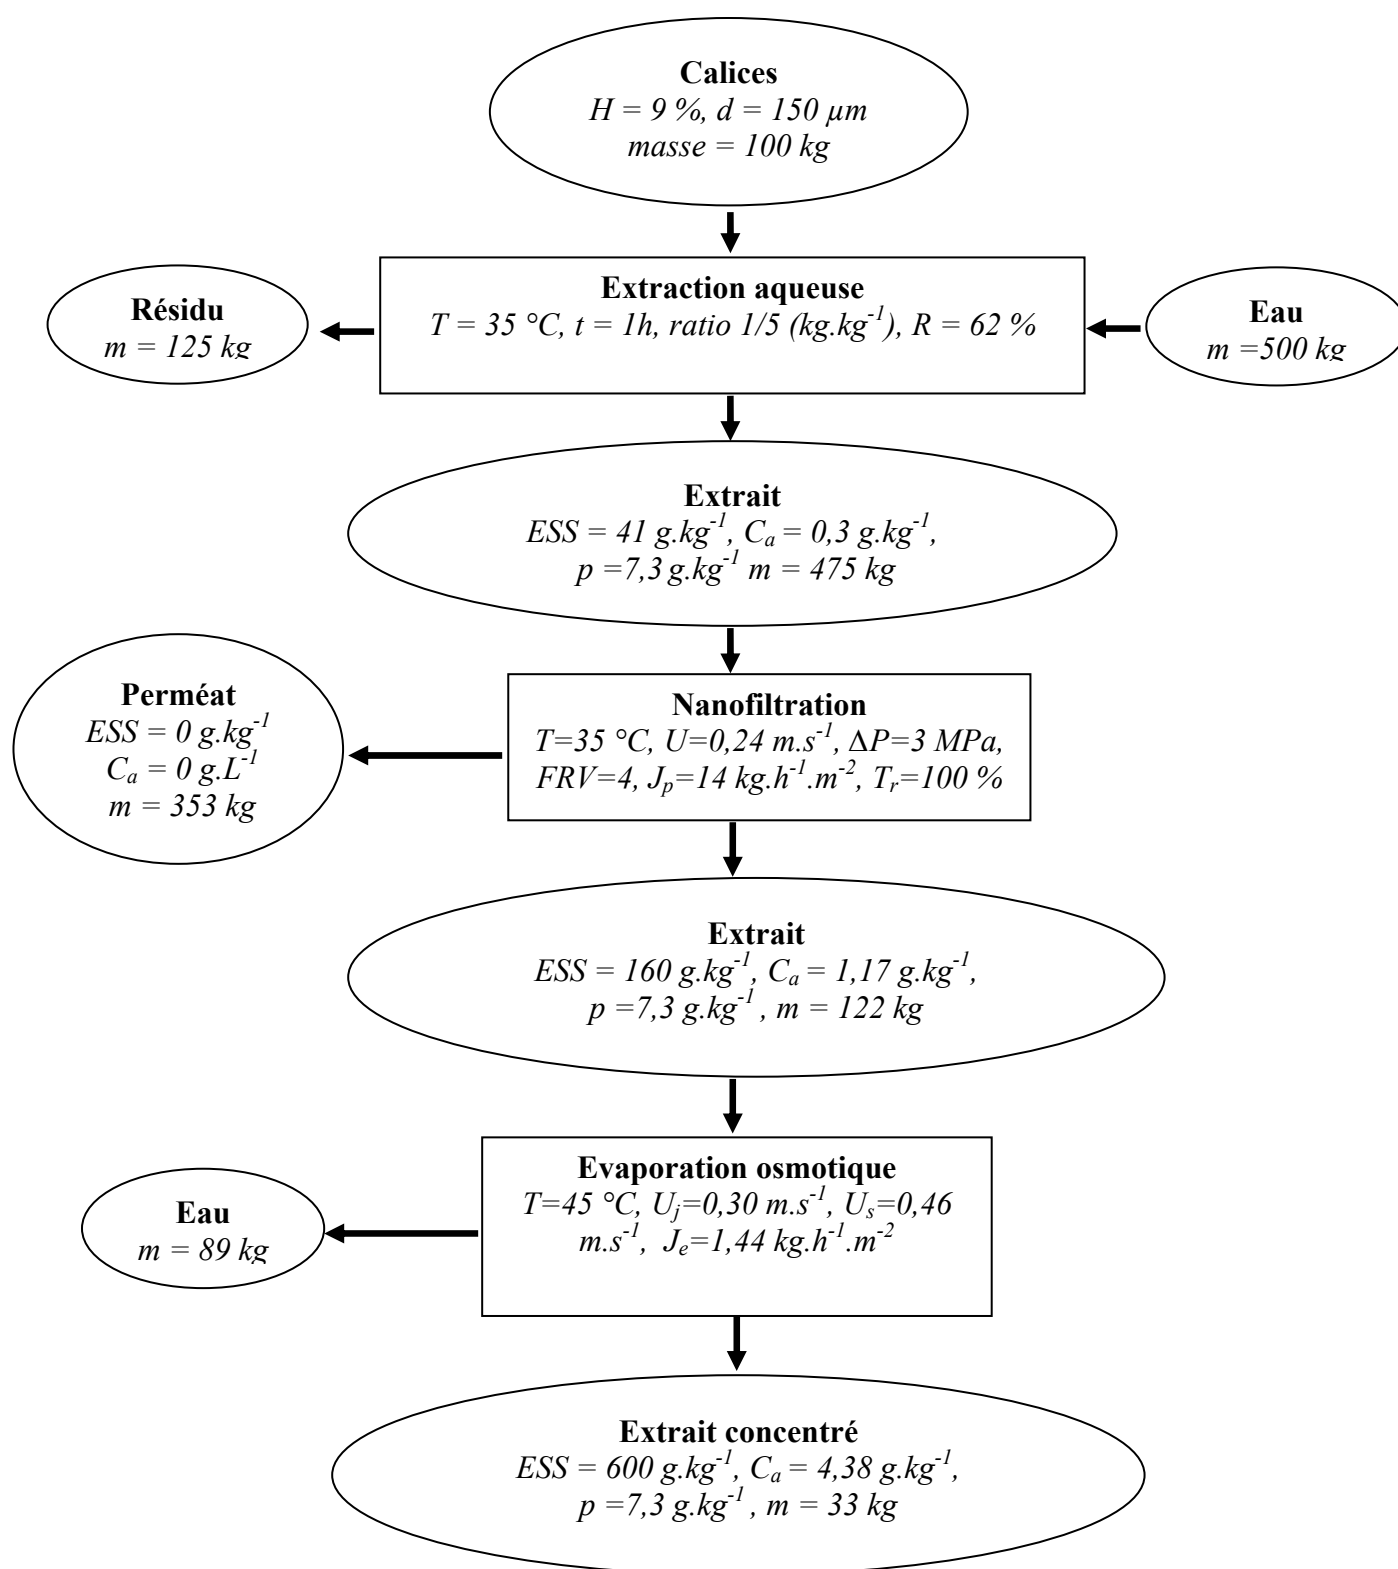 Calices
H = 9 %, d = 150 µm
masse = 100 kg
Extraction aqueuse
T = 35 °C, t = 1h, ratio 1/5 (kg.kg⁻¹), R = 62 %
Résidu
m = 125 kg
Eau
m =500 kg
Extrait
ESS = 41 g.kg⁻¹, Cₐ = 0,3 g.kg⁻¹,
p =7,3 g.kg⁻¹ m = 475 kg
Perméat
ESS = 0 g.kg⁻¹
Cₐ = 0 g.L⁻¹
m = 353 kg
Nanofiltration
T=35 °C, U=0,24 m.s⁻¹, ΔP=3 MPa,
FRV=4, Jₚ=14 kg.h⁻¹.m⁻², Tᵣ=100 %
Extrait
ESS = 160 g.kg⁻¹, Cₐ = 1,17 g.kg⁻¹,
p =7,3 g.kg⁻¹ , m = 122 kg
Evaporation osmotique
T=45 °C, Uⱼ=0,30 m.s⁻¹, Uₛ=0,46
m.s⁻¹, Jₑ=1,44 kg.h⁻¹.m⁻²
Eau
m = 89 kg
Extrait concentré
ESS = 600 g.kg⁻¹, Cₐ = 4,38 g.kg⁻¹,
p =7,3 g.kg⁻¹ , m = 33 kg